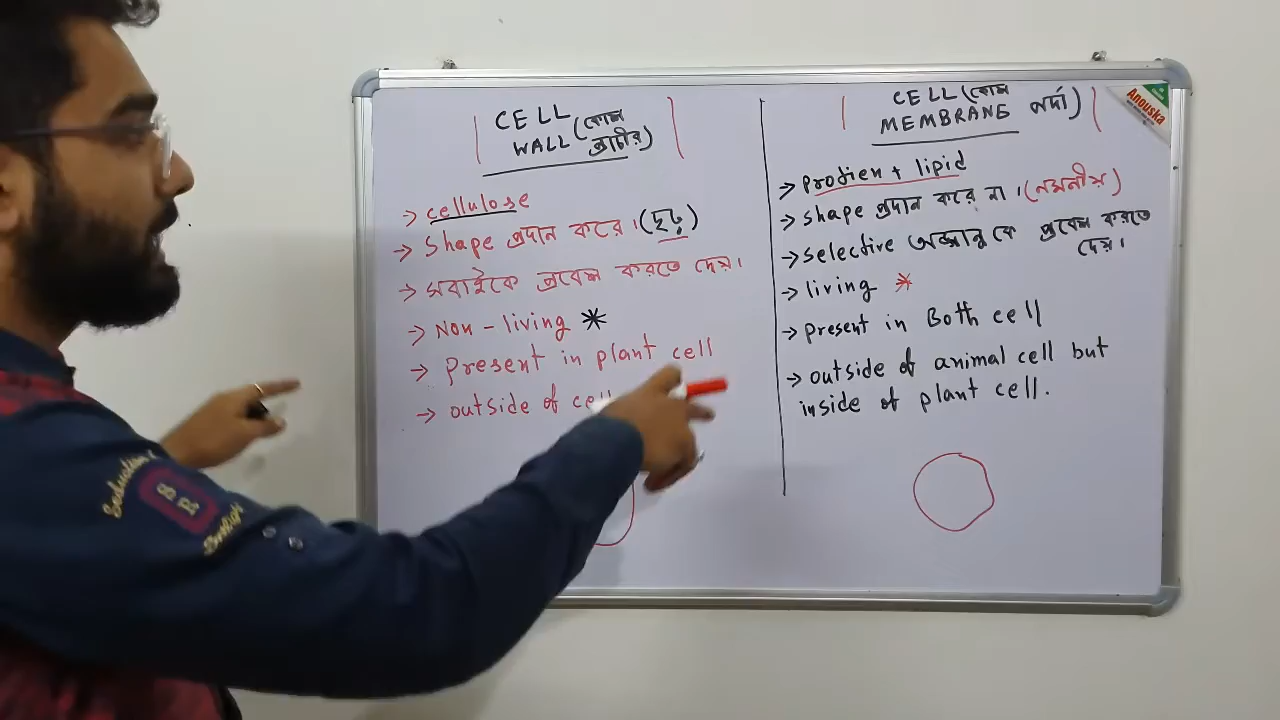 CELL
WALL (কোষ
প্রাচীর)
→ cellulose
→ Shape প্রদান করে। (দৃঢ়)
→ সবাইকে প্রবেশ করতে দেয়।
→ Non-living *
→ Present in plant cell
→ outside of cell
CELL (কোষ
MEMBRANE পর্দা)
→ protien + lipid
→ shape প্রদান করে না। (নমনীয়)
→ selective অনুকে প্রবেশ করতে
দেয়।
→ living *
→ present in Both cell
→ outside of animal cell but
inside of plant cell.
Anouska
S
R